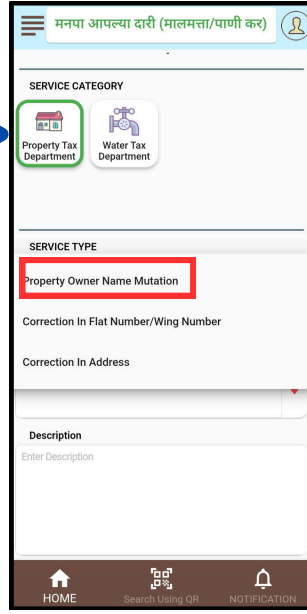 मनपा आपल्या दारी (मालमत्ता/पाणी कर)
SERVICE CATEGORY
Property Tax
Department
Water Tax
Department
SERVICE TYPE
Property Owner Name Mutation
Correction In Flat Number/Wing Number
Correction In Address
Description
Enter Description
HOME
Search Using QR
NOTIFICATION